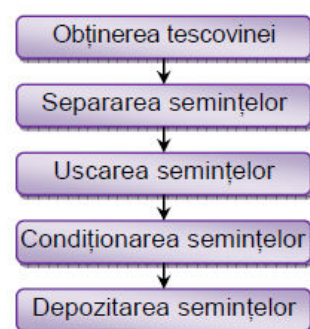 Obținerea tescovinei
Separarea semințelor
Uscarea semințelor
Condiționarea semințelor
Depozitarea semințelor